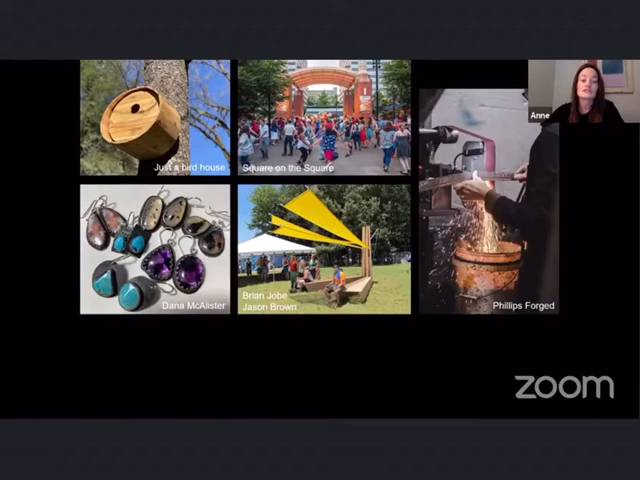 Anne
Just a bird house
Square on the Square
Dana McAlister
Brian Jobe
Jason Brown
Phillips Forged
zoom